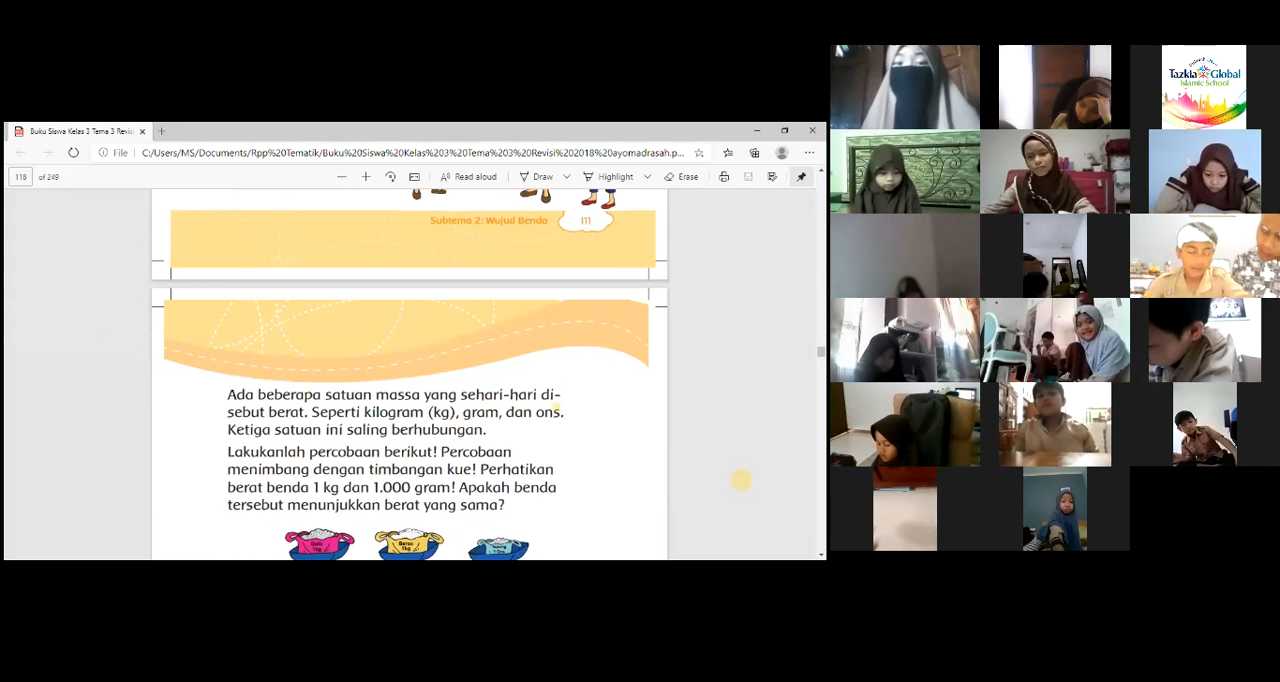 Buku Siswa Kelas 3 Tema 3 Revisi
File
C:/Users/MS/Documents/Rpp%20Tematik/Buku%20Siswa%20Kelas%203%20Tema%203%20Revisi%202018%20ayomadrasah.p...
118 of 249
Read aloud
Draw
Highlight
Erase
Subtema 2: Wujud Benda
111
Ada beberapa satuan massa yang sehari-hari di-
sebut berat. Seperti kilogram (kg), gram, dan ons.
Ketiga satuan ini saling berhubungan.
Lakukanlah percobaan berikut! Percobaan
menimbang dengan timbangan kue! Perhatikan
berat benda 1 kg dan 1.000 gram! Apakah benda
tersebut menunjukkan berat yang sama?
Gula
1kg
Beras
1kg
Tazkia Global
Islamic School